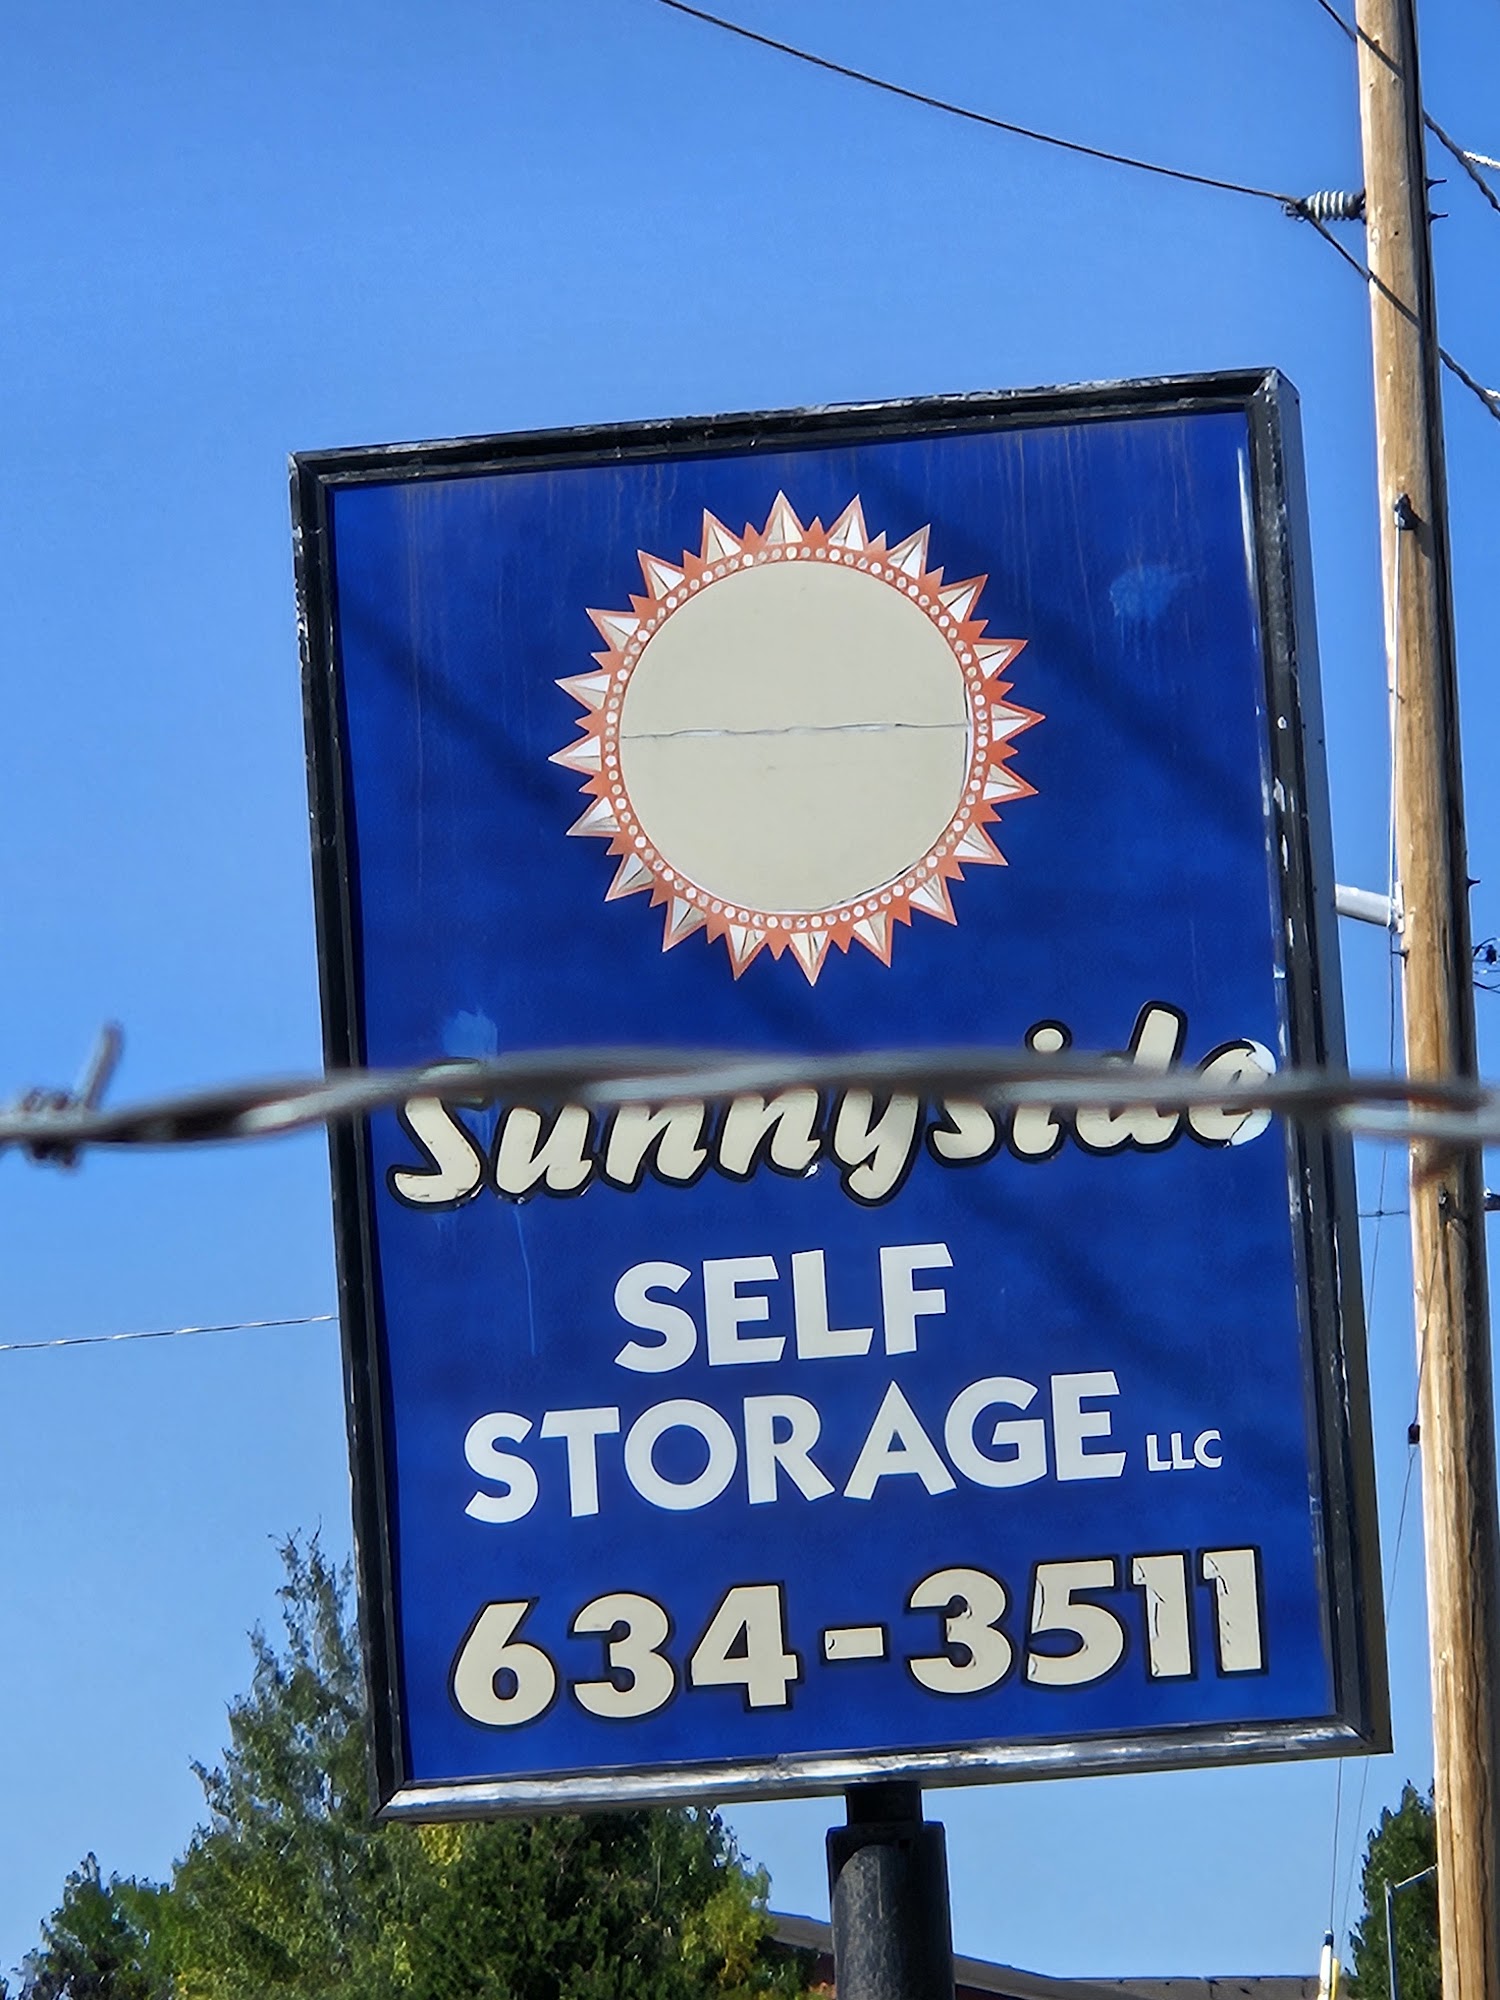 Sunnyside
SELF
STORAGE LLC
634-3511